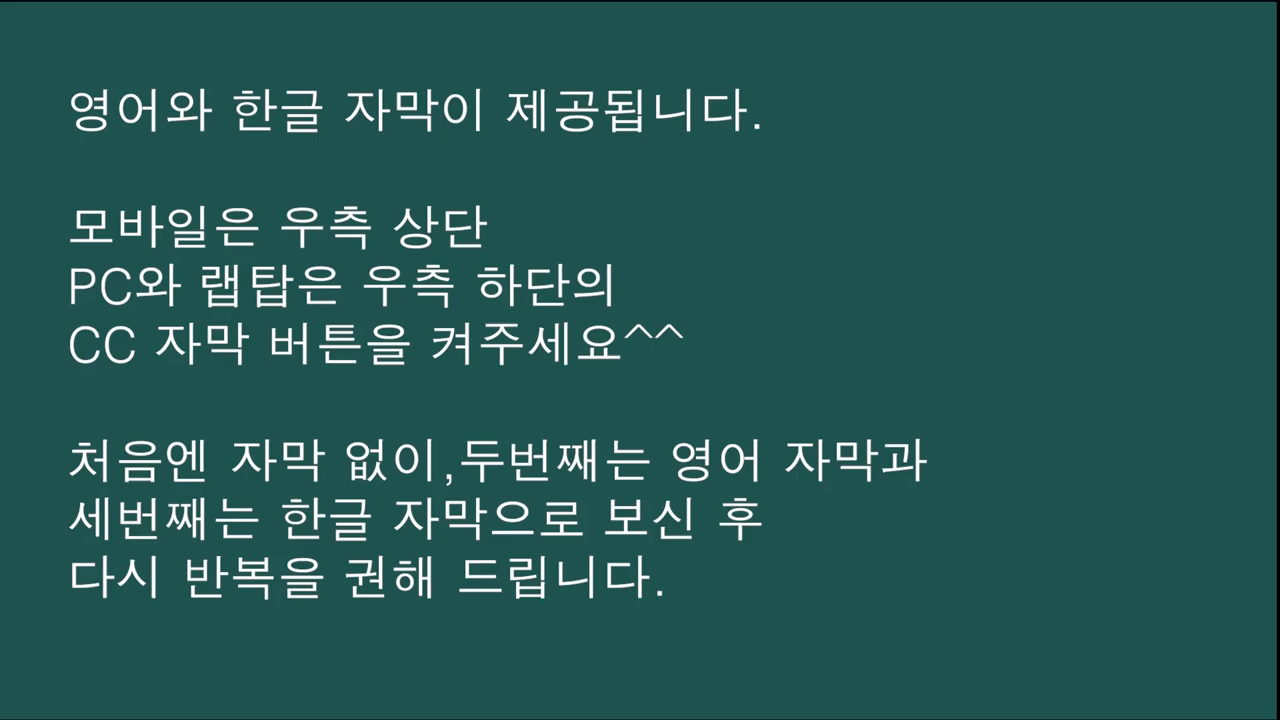 영어와 한글 자막이 제공됩니다.
모바일은 우측 상단
PC와 랩탑은 우측 하단의
CC 자막 버튼을 켜주세요^^
처음엔 자막 없이,두번째는 영어 자막과
세번째는 한글 자막으로 보신 후
다시 반복을 권해 드립니다.